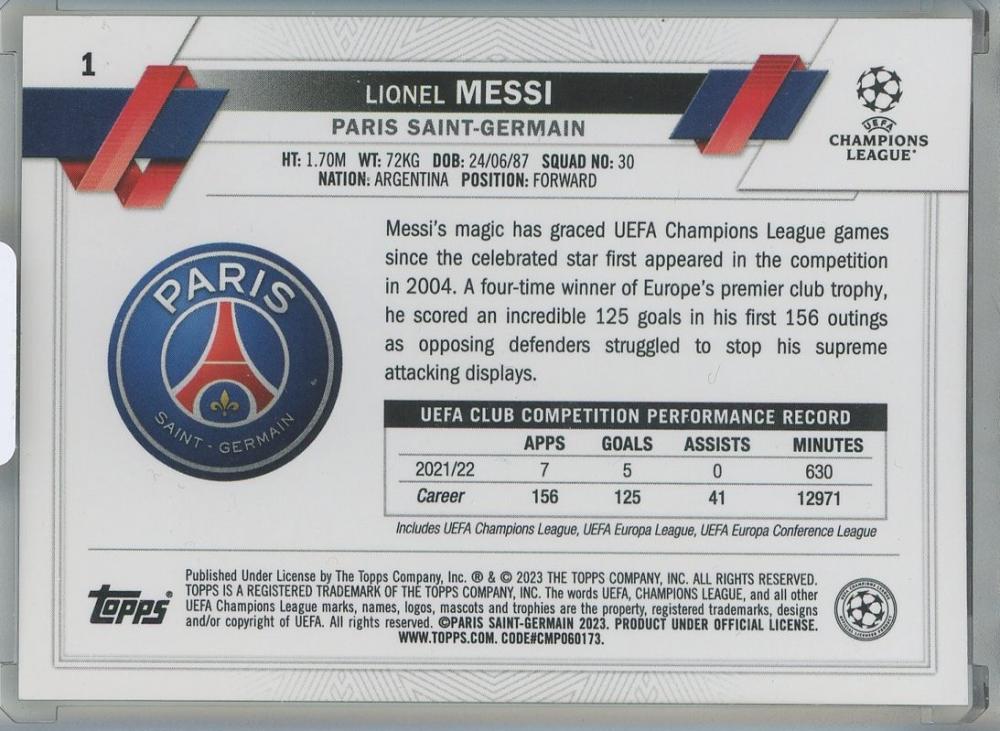 1
LIONEL MESSI
PARIS SAINT-GERMAIN
HT: 1.70M WT: 72KG DOB: 24/06/87 SQUAD NO: 30
NATION: ARGENTINA POSITION: FORWARD
UEFA
CHAMPIONS
LEAGUE®
PARIS
SAINT-GERMAIN
Messi's magic has graced UEFA Champions League games
since the celebrated star first appeared in the competition
in 2004. A four-time winner of Europe's premier club trophy,
he scored an incredible 125 goals in his first 156 outings
as opposing defenders struggled to stop his supreme
attacking displays.
UEFA CLUB COMPETITION PERFORMANCE RECORD
APPS GOALS ASSISTS MINUTES
2021/22 7 5 0 630
Career 156 125 41 12971
Includes UEFA Champions League, UEFA Europa League, UEFA Europa Conference League
topps®
Published Under License by The Topps Company, Inc. ® & © 2023 THE TOPPS COMPANY, INC. ALL RIGHTS RESERVED.
TOPPS IS A REGISTERED TRADEMARK OF THE TOPPS COMPANY, INC. The words UEFA, CHAMPIONS LEAGUE, and all other
UEFA Champions League marks, names, logos, mascots and trophies are the property, registered trademarks, designs
and/or copyright of UEFA. All rights reserved. ©PARIS SAINT-GERMAIN 2023. PRODUCT UNDER OFFICIAL LICENSE.
WWW.TOPPS.COM. CODE#CMP060173.